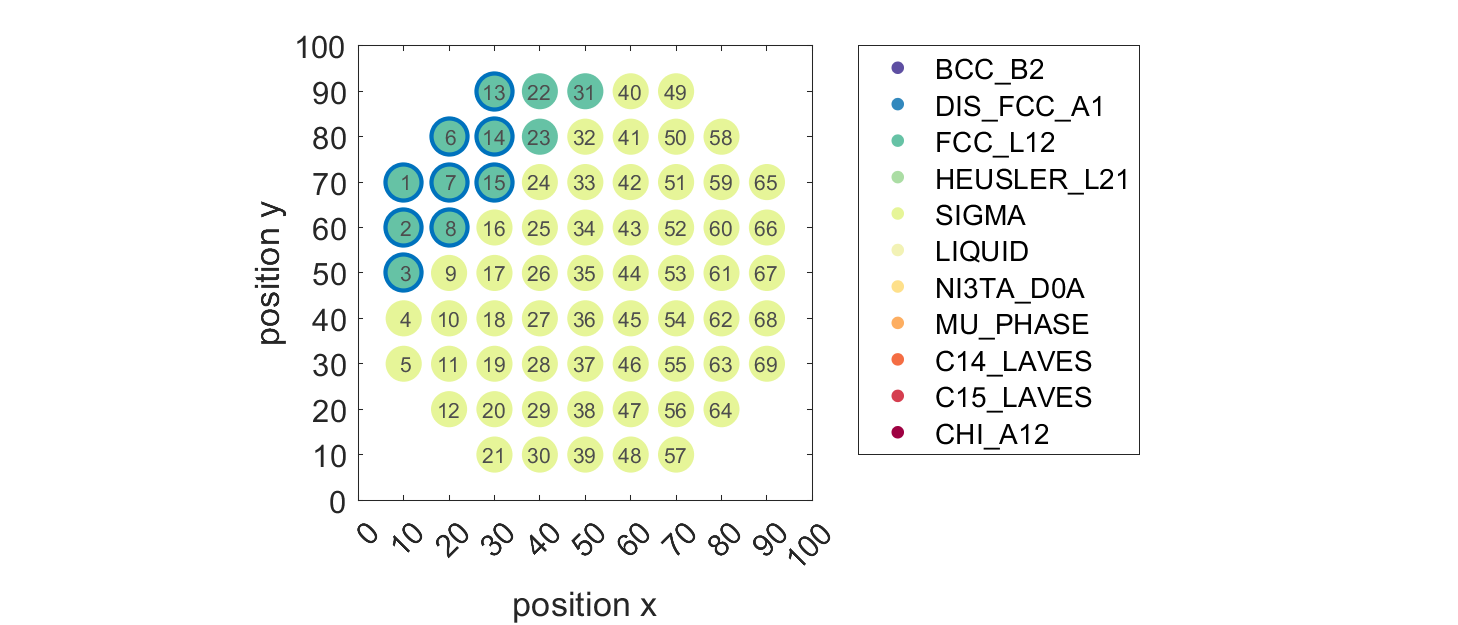 100
90
80
70
60
50
40
30
20
10
0
position y
13 22 31 40 49
6 14 23 32 41 50 58
1 7 15 24 33 42 51 59 65
2 8 16 25 34 43 52 60 66
3 9 17 26 35 44 53 61 67
4 10 18 27 36 45 54 62 68
5 11 19 28 37 46 55 63 69
12 20 29 38 47 56 64
21 30 39 48 57
0 10 20 30 40 50 60 70 80 90 100
position x
BCC_B2
DIS_FCC_A1
FCC_L12
HEUSLER_L21
SIGMA
LIQUID
NI3TA_D0A
MU_PHASE
C14_LAVES
C15_LAVES
CHI_A12